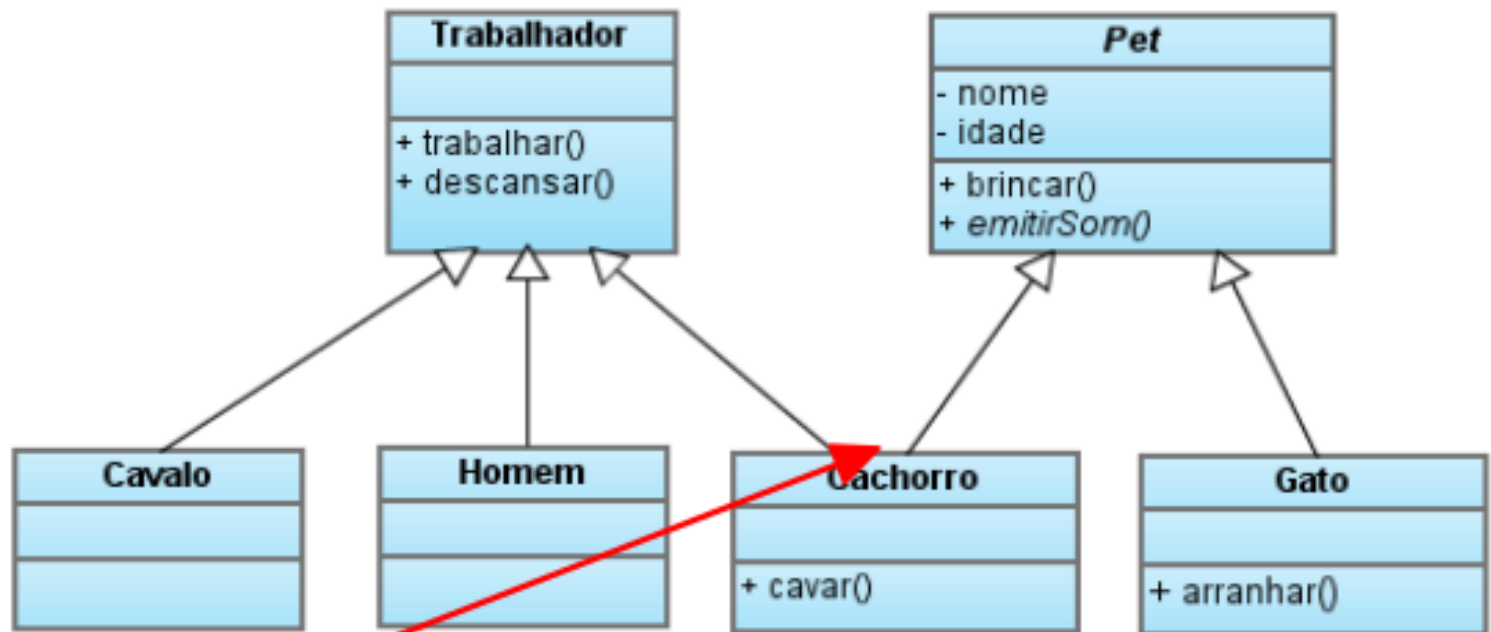 Trabalhador
+ trabalhar()
+ descansar()
Pet
- nome
- idade
+ brincar()
+ emitirSom()
Cavalo
Homem
Cachorro
+ cavar()
Gato
+ arranhar()